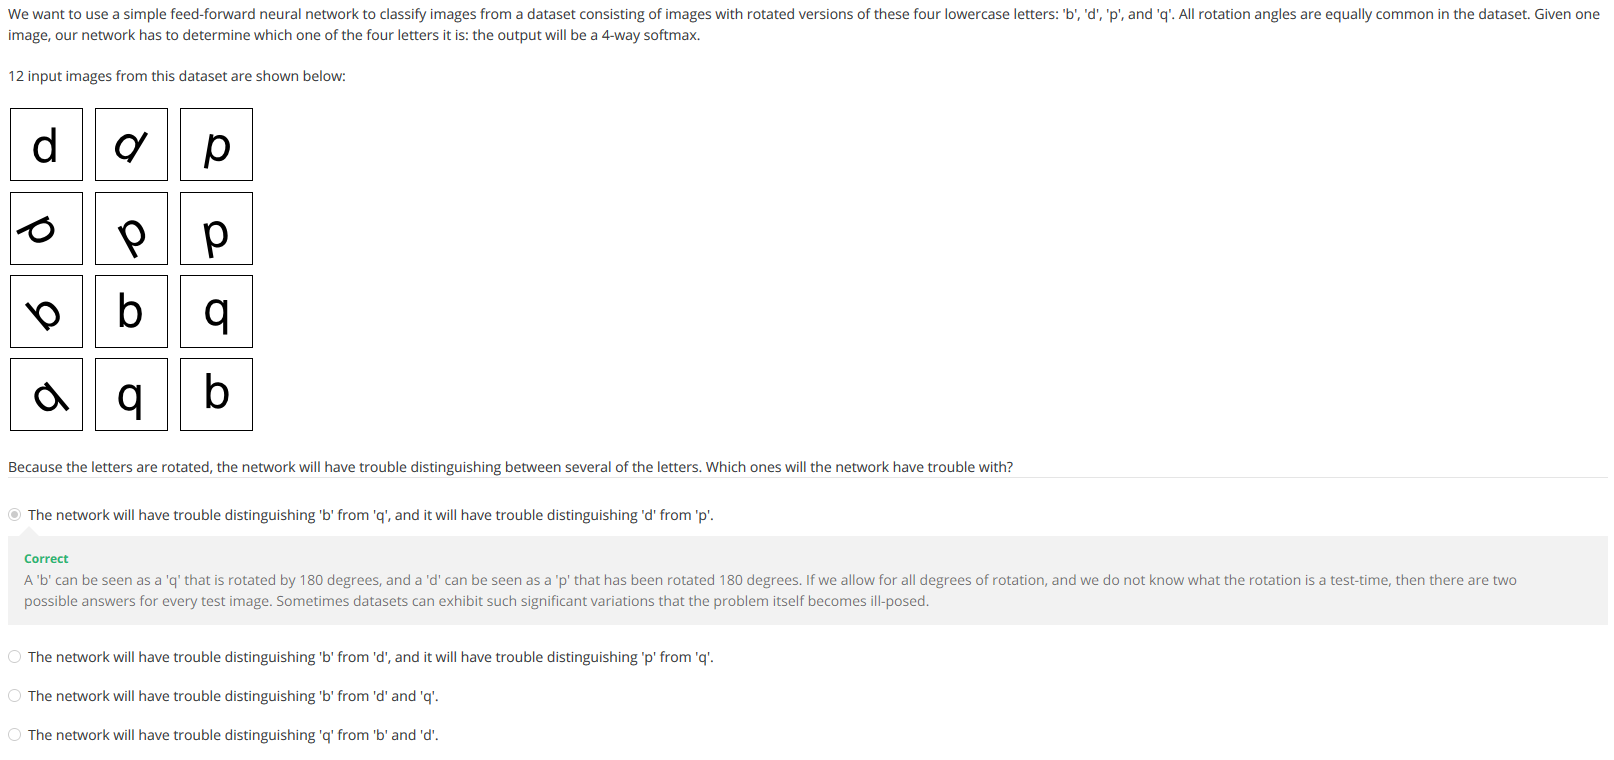 We want to use a simple feed-forward neural network to classify images from a dataset consisting of images with rotated versions of these four lowercase letters: 'b', 'd', 'p', and 'q'. All rotation angles are equally common in the dataset. Given one
image, our network has to determine which one of the four letters it is: the output will be a 4-way softmax.
12 input images from this dataset are shown below:
d q p
d p p
b b q
d q b
Because the letters are rotated, the network will have trouble distinguishing between several of the letters. Which ones will the network have trouble with?
The network will have trouble distinguishing 'b' from 'q', and it will have trouble distinguishing 'd' from 'p'.
Correct
A 'b' can be seen as a 'q' that is rotated by 180 degrees, and a 'd' can be seen as a 'p' that has been rotated 180 degrees. If we allow for all degrees of rotation, and we do not know what the rotation is a test-time, then there are two
possible answers for every test image. Sometimes datasets can exhibit such significant variations that the problem itself becomes ill-posed.
The network will have trouble distinguishing 'b' from 'd', and it will have trouble distinguishing 'p' from 'q'.
The network will have trouble distinguishing 'b' from 'd' and 'q'.
The network will have trouble distinguishing 'q' from 'b' and 'd'.